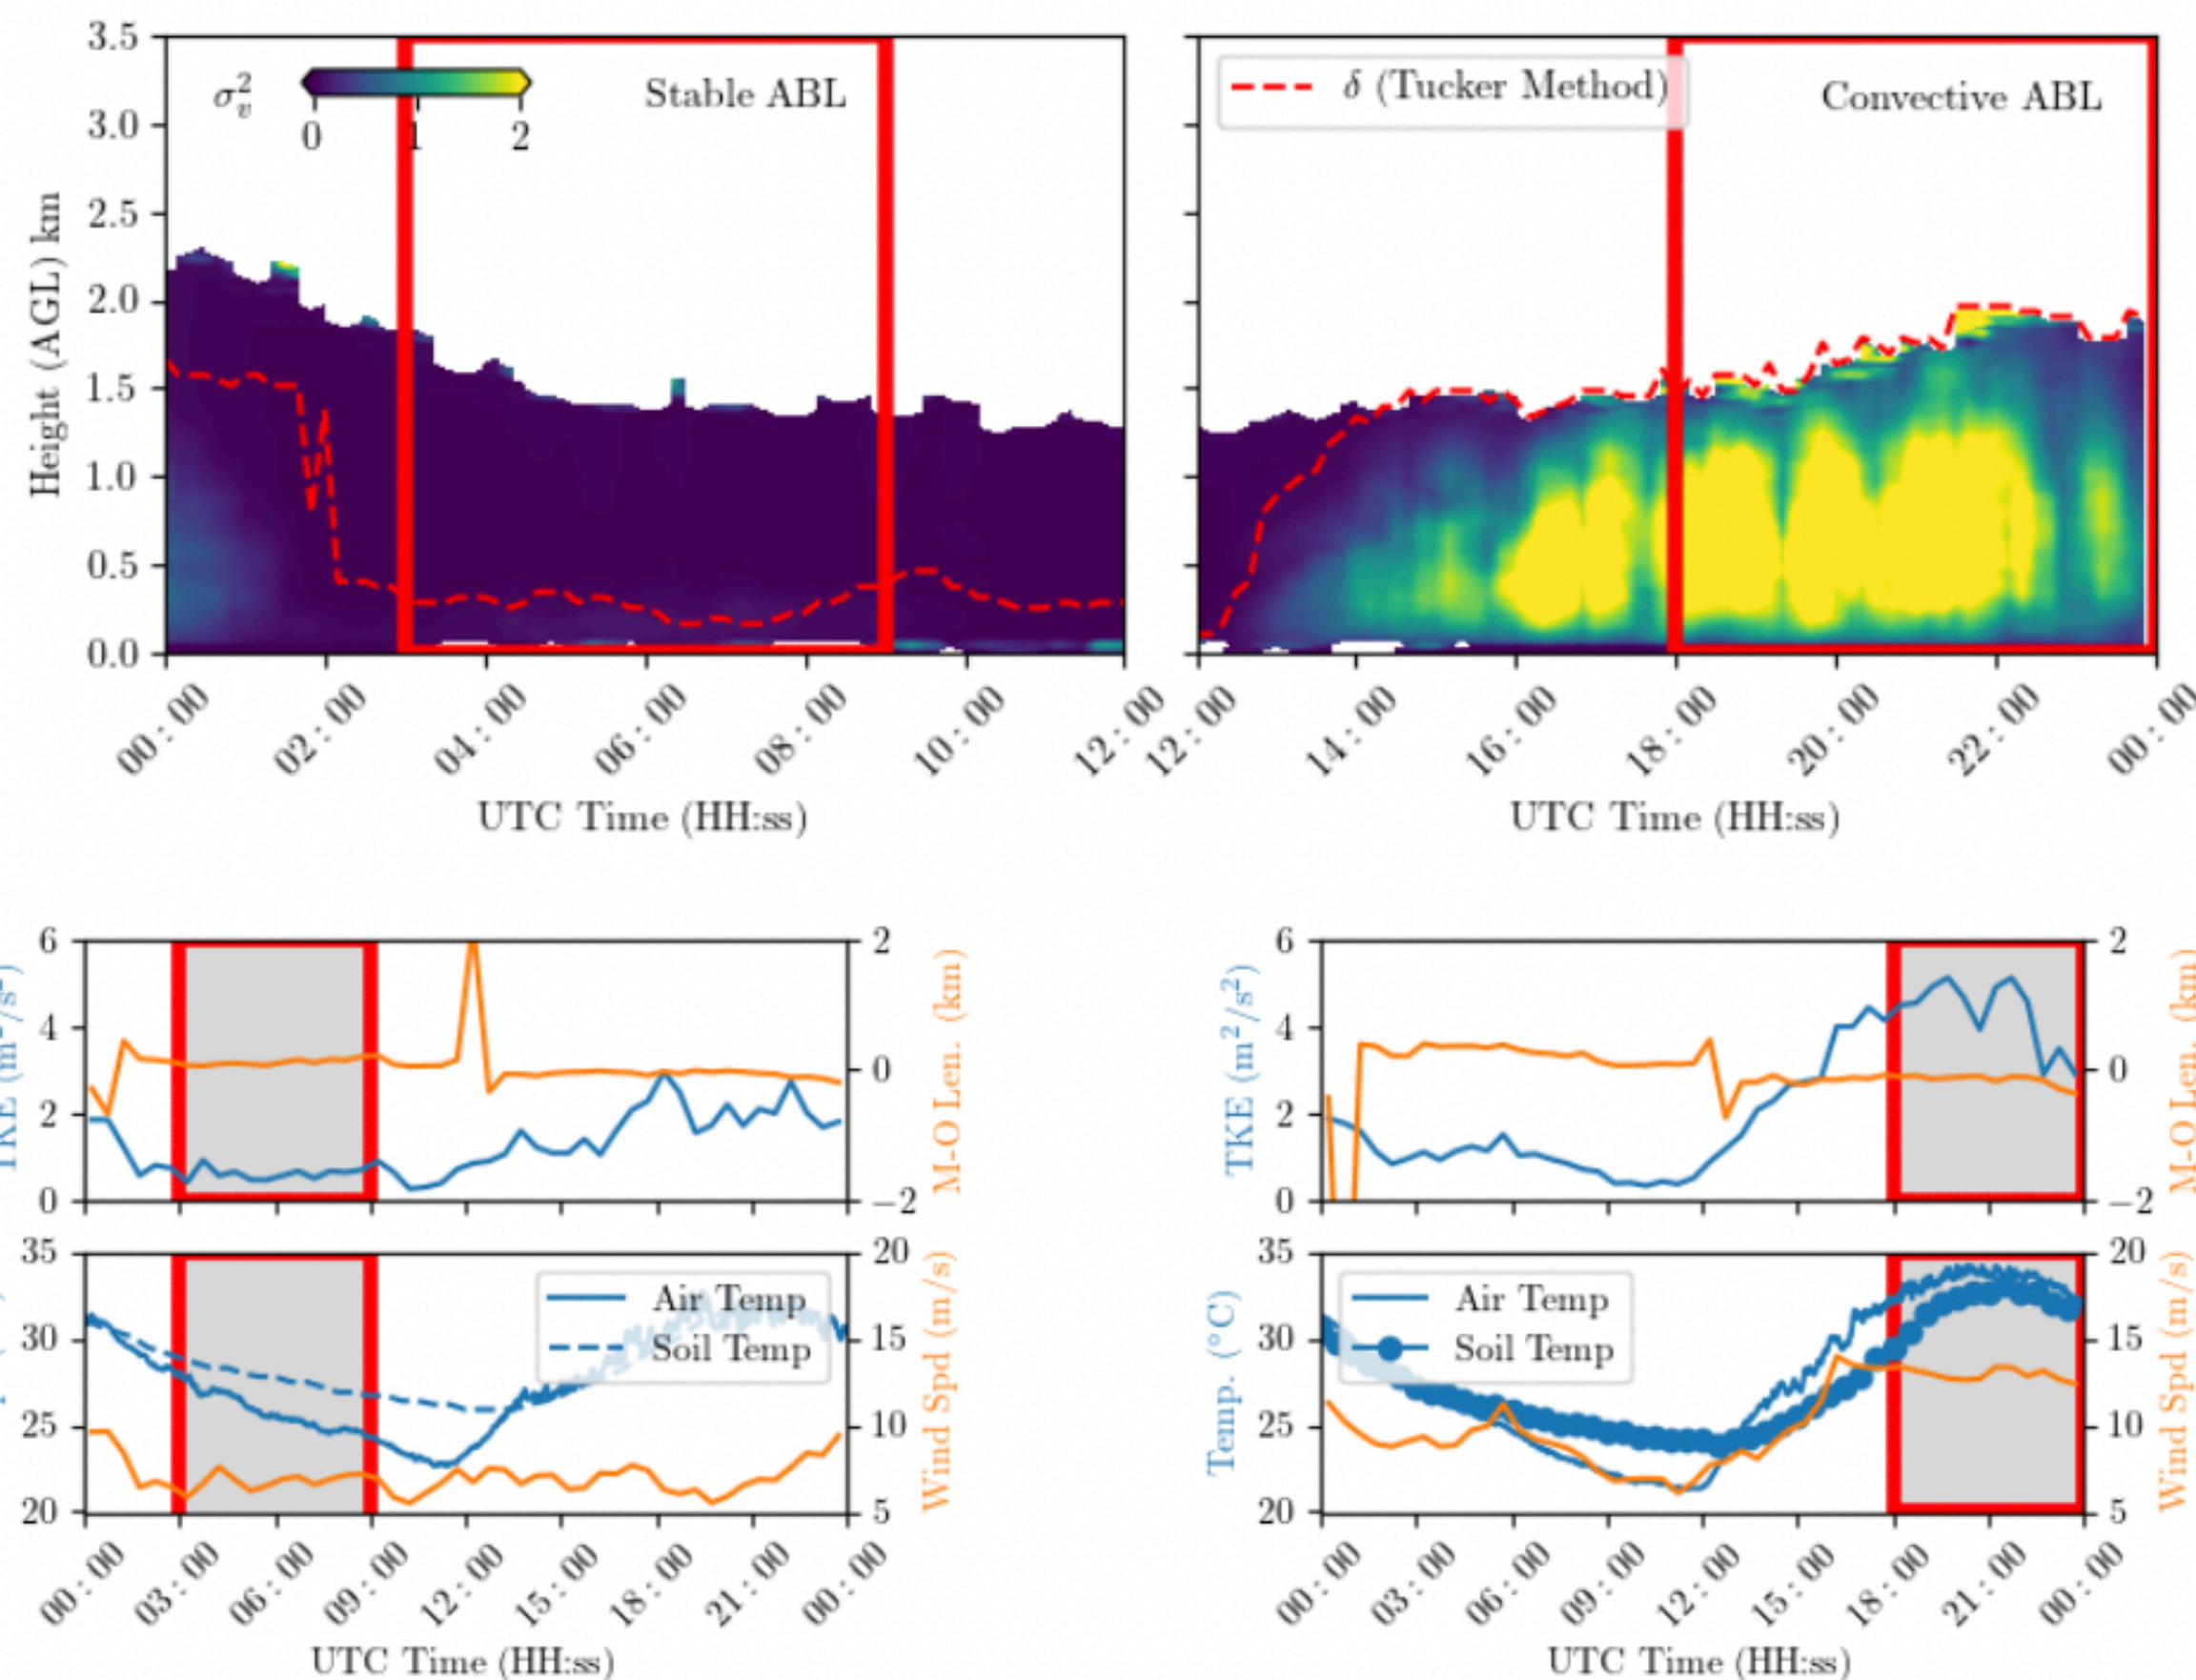 3.5
3.0
2.5
2.0
1.5
1.0
0.5
0.0
Height (AGL) km
σ_v^2
0 1 2
Stable ABL
00:00 02:00 04:00 06:00 08:00 10:00 12:00
UTC Time (HH:ss)
δ (Tucker Method)
Convective ABL
12:00 14:00 16:00 18:00 20:00 22:00 00:00
UTC Time (HH:ss)
6
4
2
0
TKE (m²/s²)
2
0
−2
M-O Len. (km)
35
30
25
20
Air Temp
Soil Temp
20
15
10
5
Wind Spd (m/s)
00:00 03:00 06:00 09:00 12:00 15:00 18:00 21:00 00:00
UTC Time (HH:ss)
6
4
2
0
TKE (m²/s²)
2
0
−2
M-O Len. (km)
35
30
25
20
Temp. (°C)
Air Temp
Soil Temp
20
15
10
5
Wind Spd (m/s)
00:00 03:00 06:00 09:00 12:00 15:00 18:00 21:00 00:00
UTC Time (HH:ss)